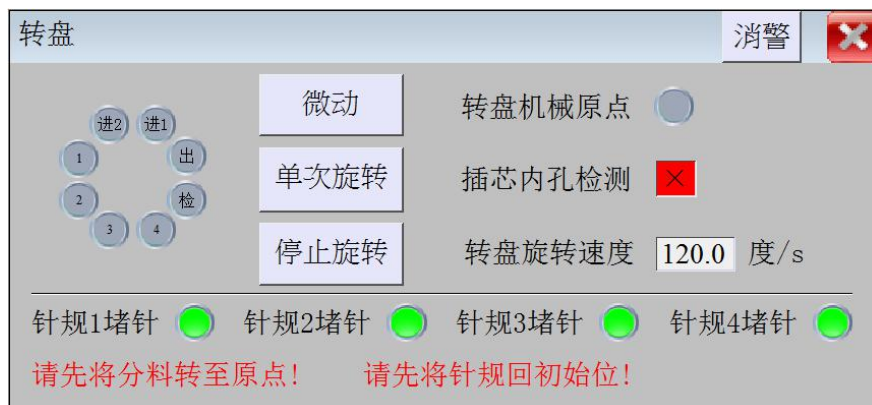 转盘 消警
进2 进1 微动 转盘机械原点
1 出
2 检 单次旋转 插芯内孔检测 ×
3 4 停止旋转 转盘旋转速度 120.0 度/s
针规1堵针 针规2堵针 针规3堵针 针规4堵针
请先将分料转至原点! 请先将针规回初始位!